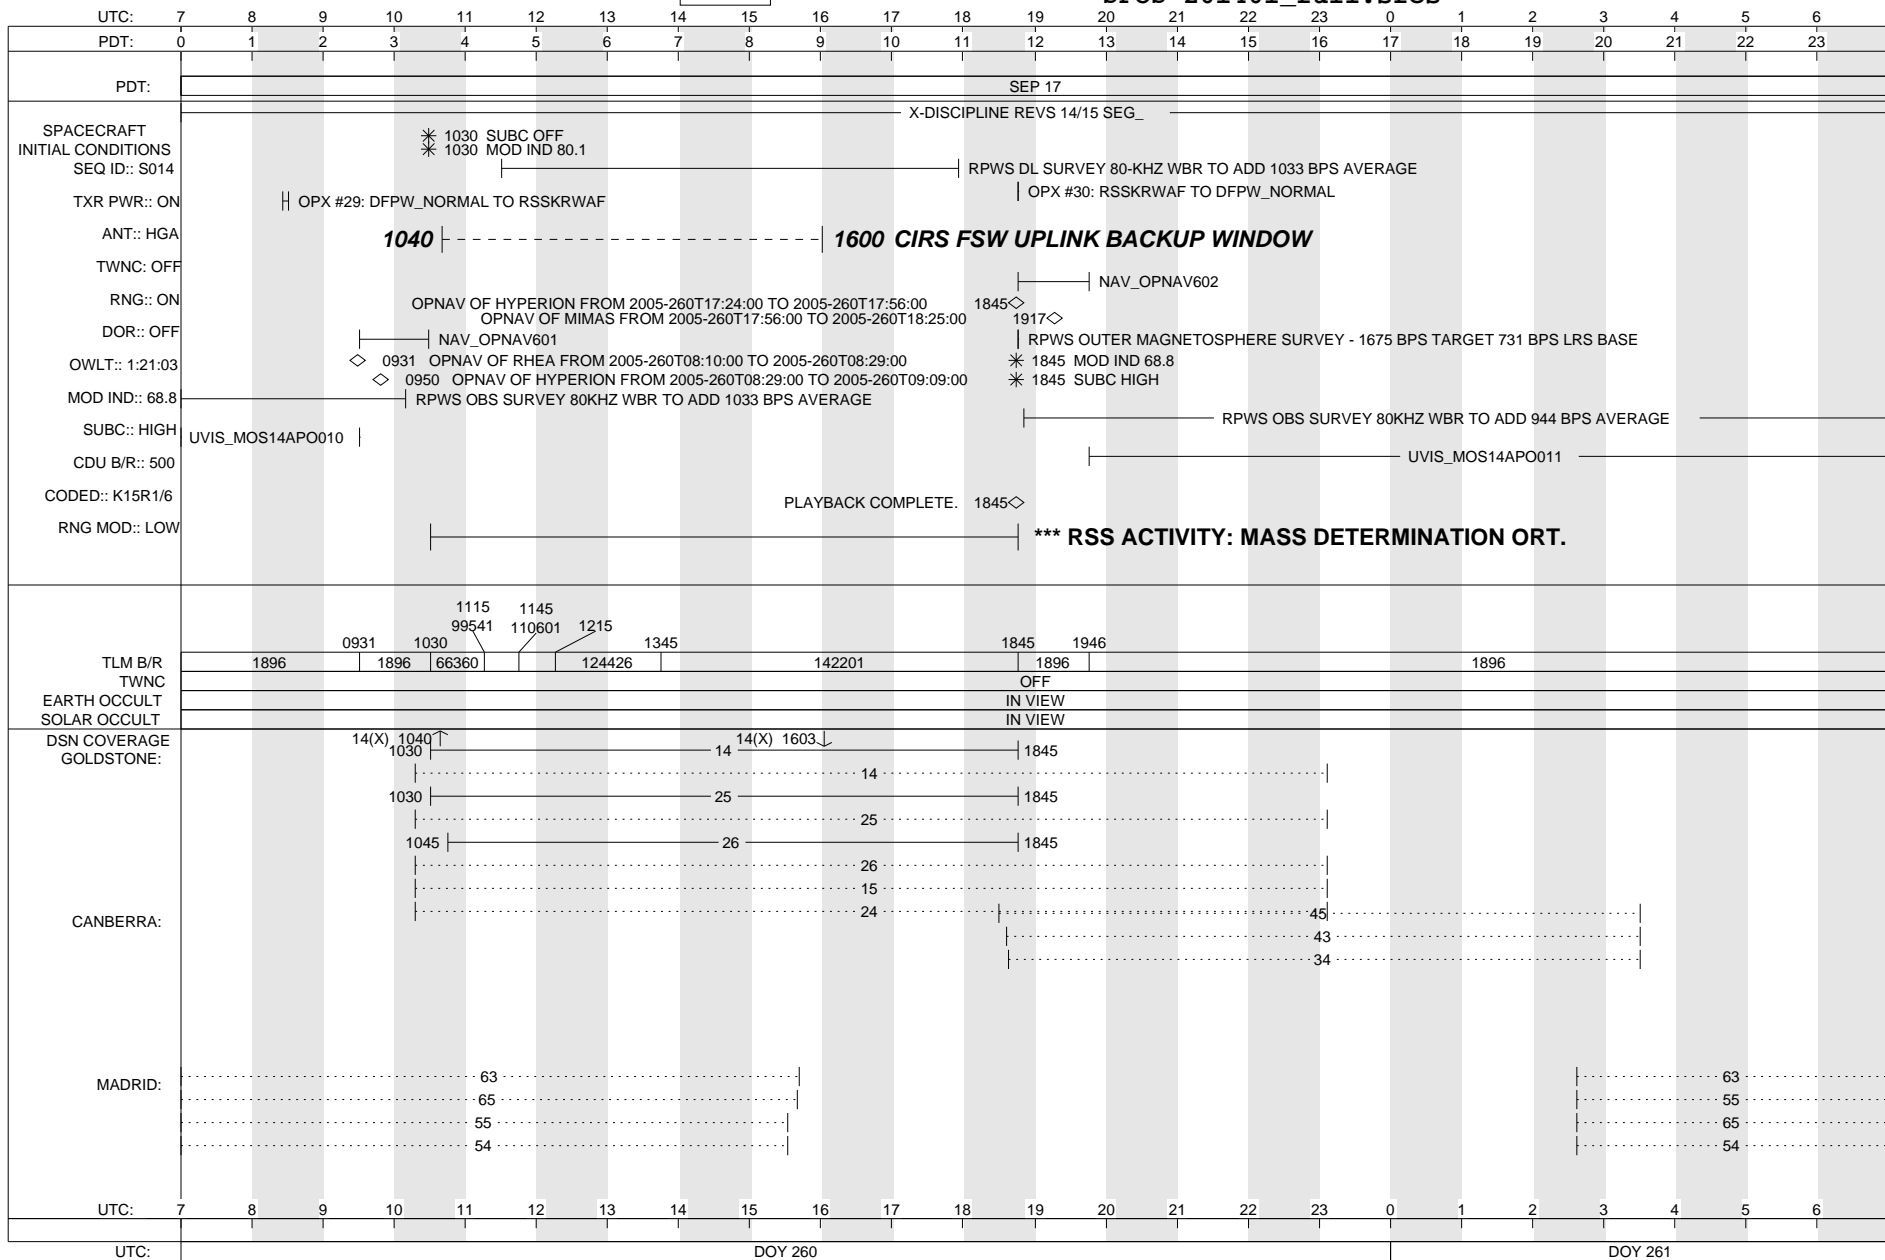 UTC: 7 8 9 10 11 12 13 14 15 16 17 18 19 20 21 22 23 0 1 2 3 4 5 6
PDT: 0 1 2 3 4 5 6 7 8 9 10 11 12 13 14 15 16 17 18 19 20 21 22 23
PDT: SEP 17
X-DISCIPLINE REVS 14/15 SEG_
SPACECRAFT
INITIAL CONDITIONS
1030 SUBC OFF
1030 MOD IND 80.1
SEQ ID:: S014
RPWS DL SURVEY 80-KHZ WBR TO ADD 1033 BPS AVERAGE
OPX #30: RSSKRWAF TO DFPW_NORMAL
TXR PWR:: ON
OPX #29: DFPW_NORMAL TO RSSKRWAF
ANT:: HGA
1040 1600 CIRS FSW UPLINK BACKUP WINDOW
TWNC: OFF
NAV_OPNAV602
RNG:: ON
OPNAV OF HYPERION FROM 2005-260T17:24:00 TO 2005-260T17:56:00 1845
OPNAV OF MIMAS FROM 2005-260T17:56:00 TO 2005-260T18:25:00 1917
DOR:: OFF
NAV_OPNAV601
RPWS OUTER MAGNETOSPHERE SURVEY - 1675 BPS TARGET 731 BPS LRS BASE
OWLT:: 1:21:03
0931 OPNAV OF RHEA FROM 2005-260T08:10:00 TO 2005-260T08:29:00
1845 MOD IND 68.8
0950 OPNAV OF HYPERION FROM 2005-260T08:29:00 TO 2005-260T09:09:00
1845 SUBC HIGH
MOD IND:: 68.8
RPWS OBS SURVEY 80KHZ WBR TO ADD 1033 BPS AVERAGE
RPWS OBS SURVEY 80KHZ WBR TO ADD 944 BPS AVERAGE
SUBC:: HIGH
UVIS_MOS14APO010
UVIS_MOS14APO011
CDU B/R:: 500
CODED:: K15R1/6
PLAYBACK COMPLETE. 1845
RNG MOD:: LOW
*** RSS ACTIVITY: MASS DETERMINATION ORT.
1115 1145
99541 110601 1215
0931 1030 1345 1845 1946
TLM B/R 1896 1896 66360 124426 142201 1896 1896
TWNC OFF
EARTH OCCULT IN VIEW
SOLAR OCCULT IN VIEW
DSN COVERAGE
14(X) 1040 14(X) 1603
GOLDSTONE:
1030 14 1845
14
1030 25 1845
25
1045 26 1845
26
15
24
CANBERRA:
45
43
34
MADRID:
63 63
65 55
55 65
54 54
UTC: 7 8 9 10 11 12 13 14 15 16 17 18 19 20 21 22 23 0 1 2 3 4 5 6
UTC: DOY 260 DOY 261